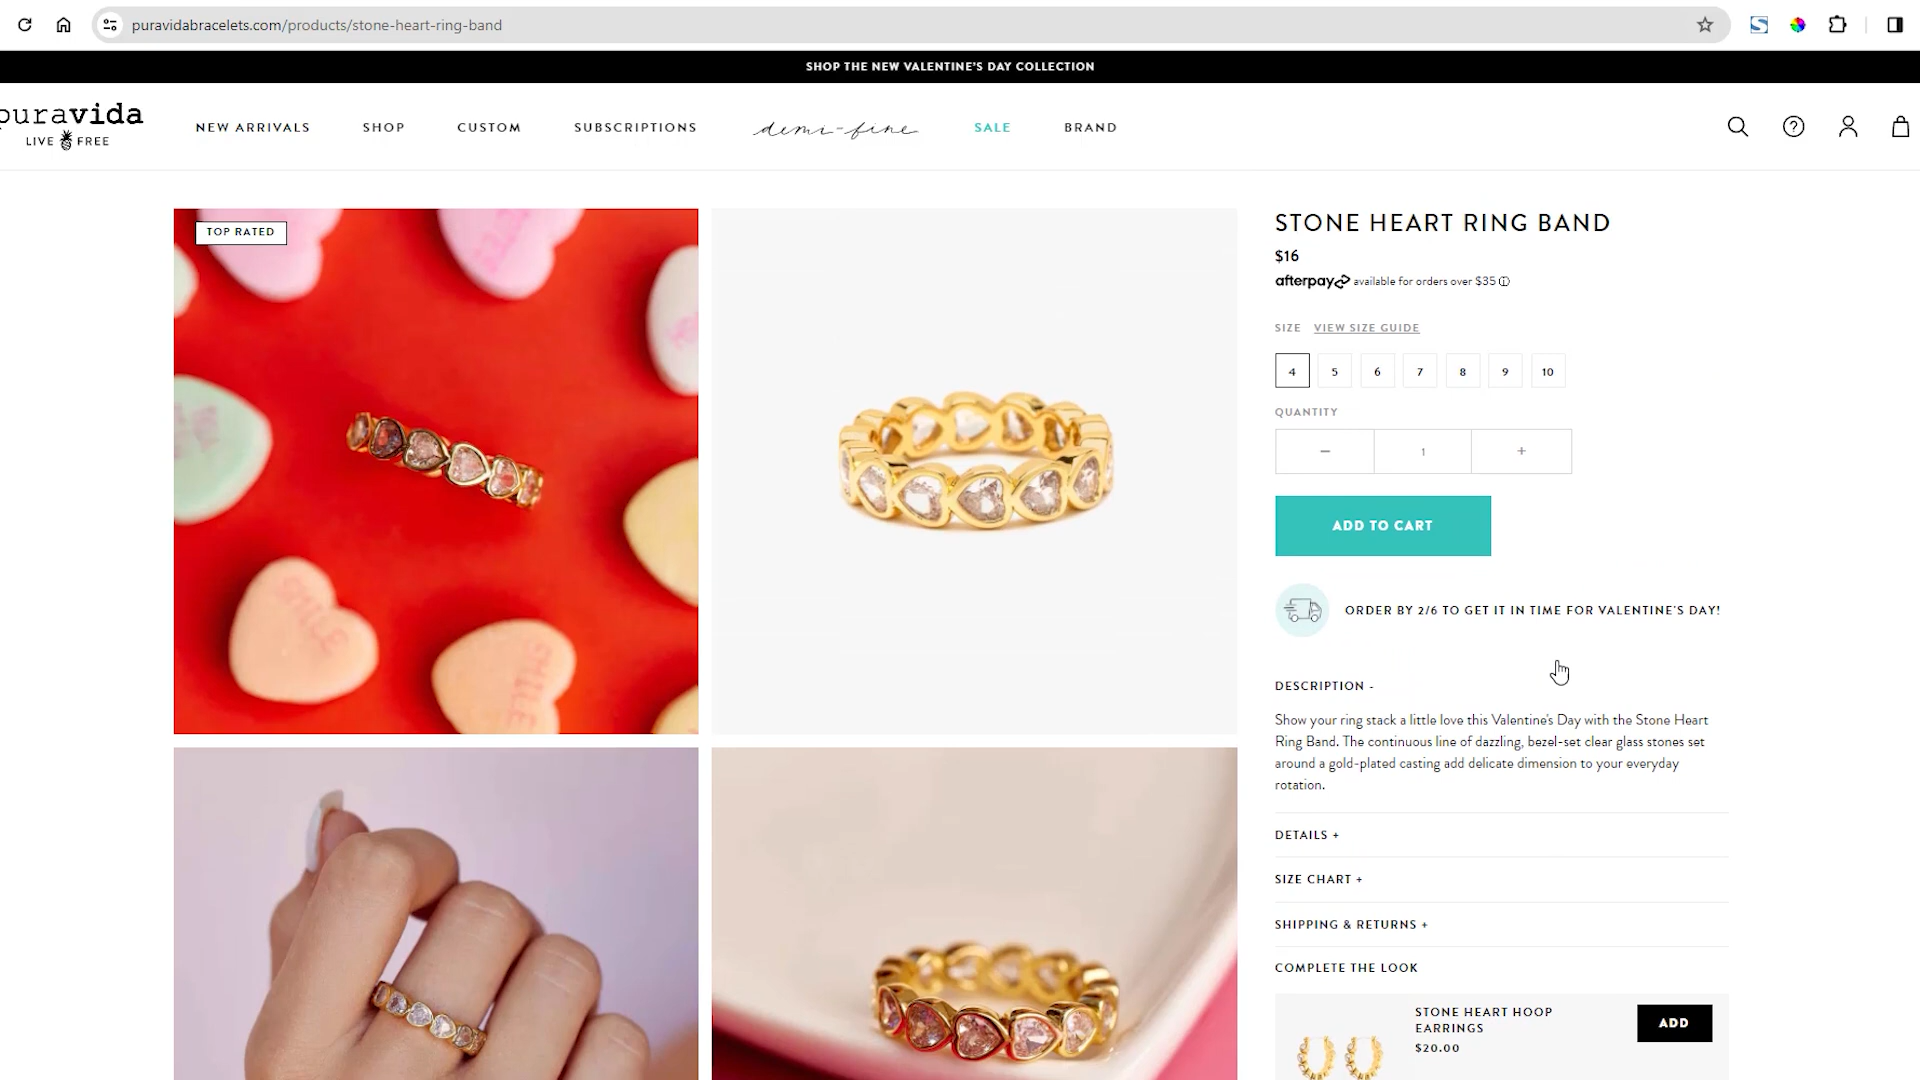 puravidabracelets.com/products/stone-heart-ring-band
SHOP THE NEW VALENTINE'S DAY COLLECTION
puravida
LIVE FREE
NEW ARRIVALS
SHOP
CUSTOM
SUBSCRIPTIONS
demi-fine
SALE
BRAND
TOP RATED
SMILE
SMILE
STONE HEART RING BAND
$16
afterpay available for orders over $35
SIZE VIEW SIZE GUIDE
4 5 6 7 8 9 10
QUANTITY
− 1 +
ADD TO CART
ORDER BY 2/6 TO GET IT IN TIME FOR VALENTINE'S DAY!
DESCRIPTION -
Show your ring stack a little love this Valentine's Day with the Stone Heart
Ring Band. The continuous line of dazzling, bezel-set clear glass stones set
around a gold-plated casting add delicate dimension to your everyday
rotation.
DETAILS +
SIZE CHART +
SHIPPING & RETURNS +
COMPLETE THE LOOK
STONE HEART HOOP
EARRINGS
$20.00
ADD